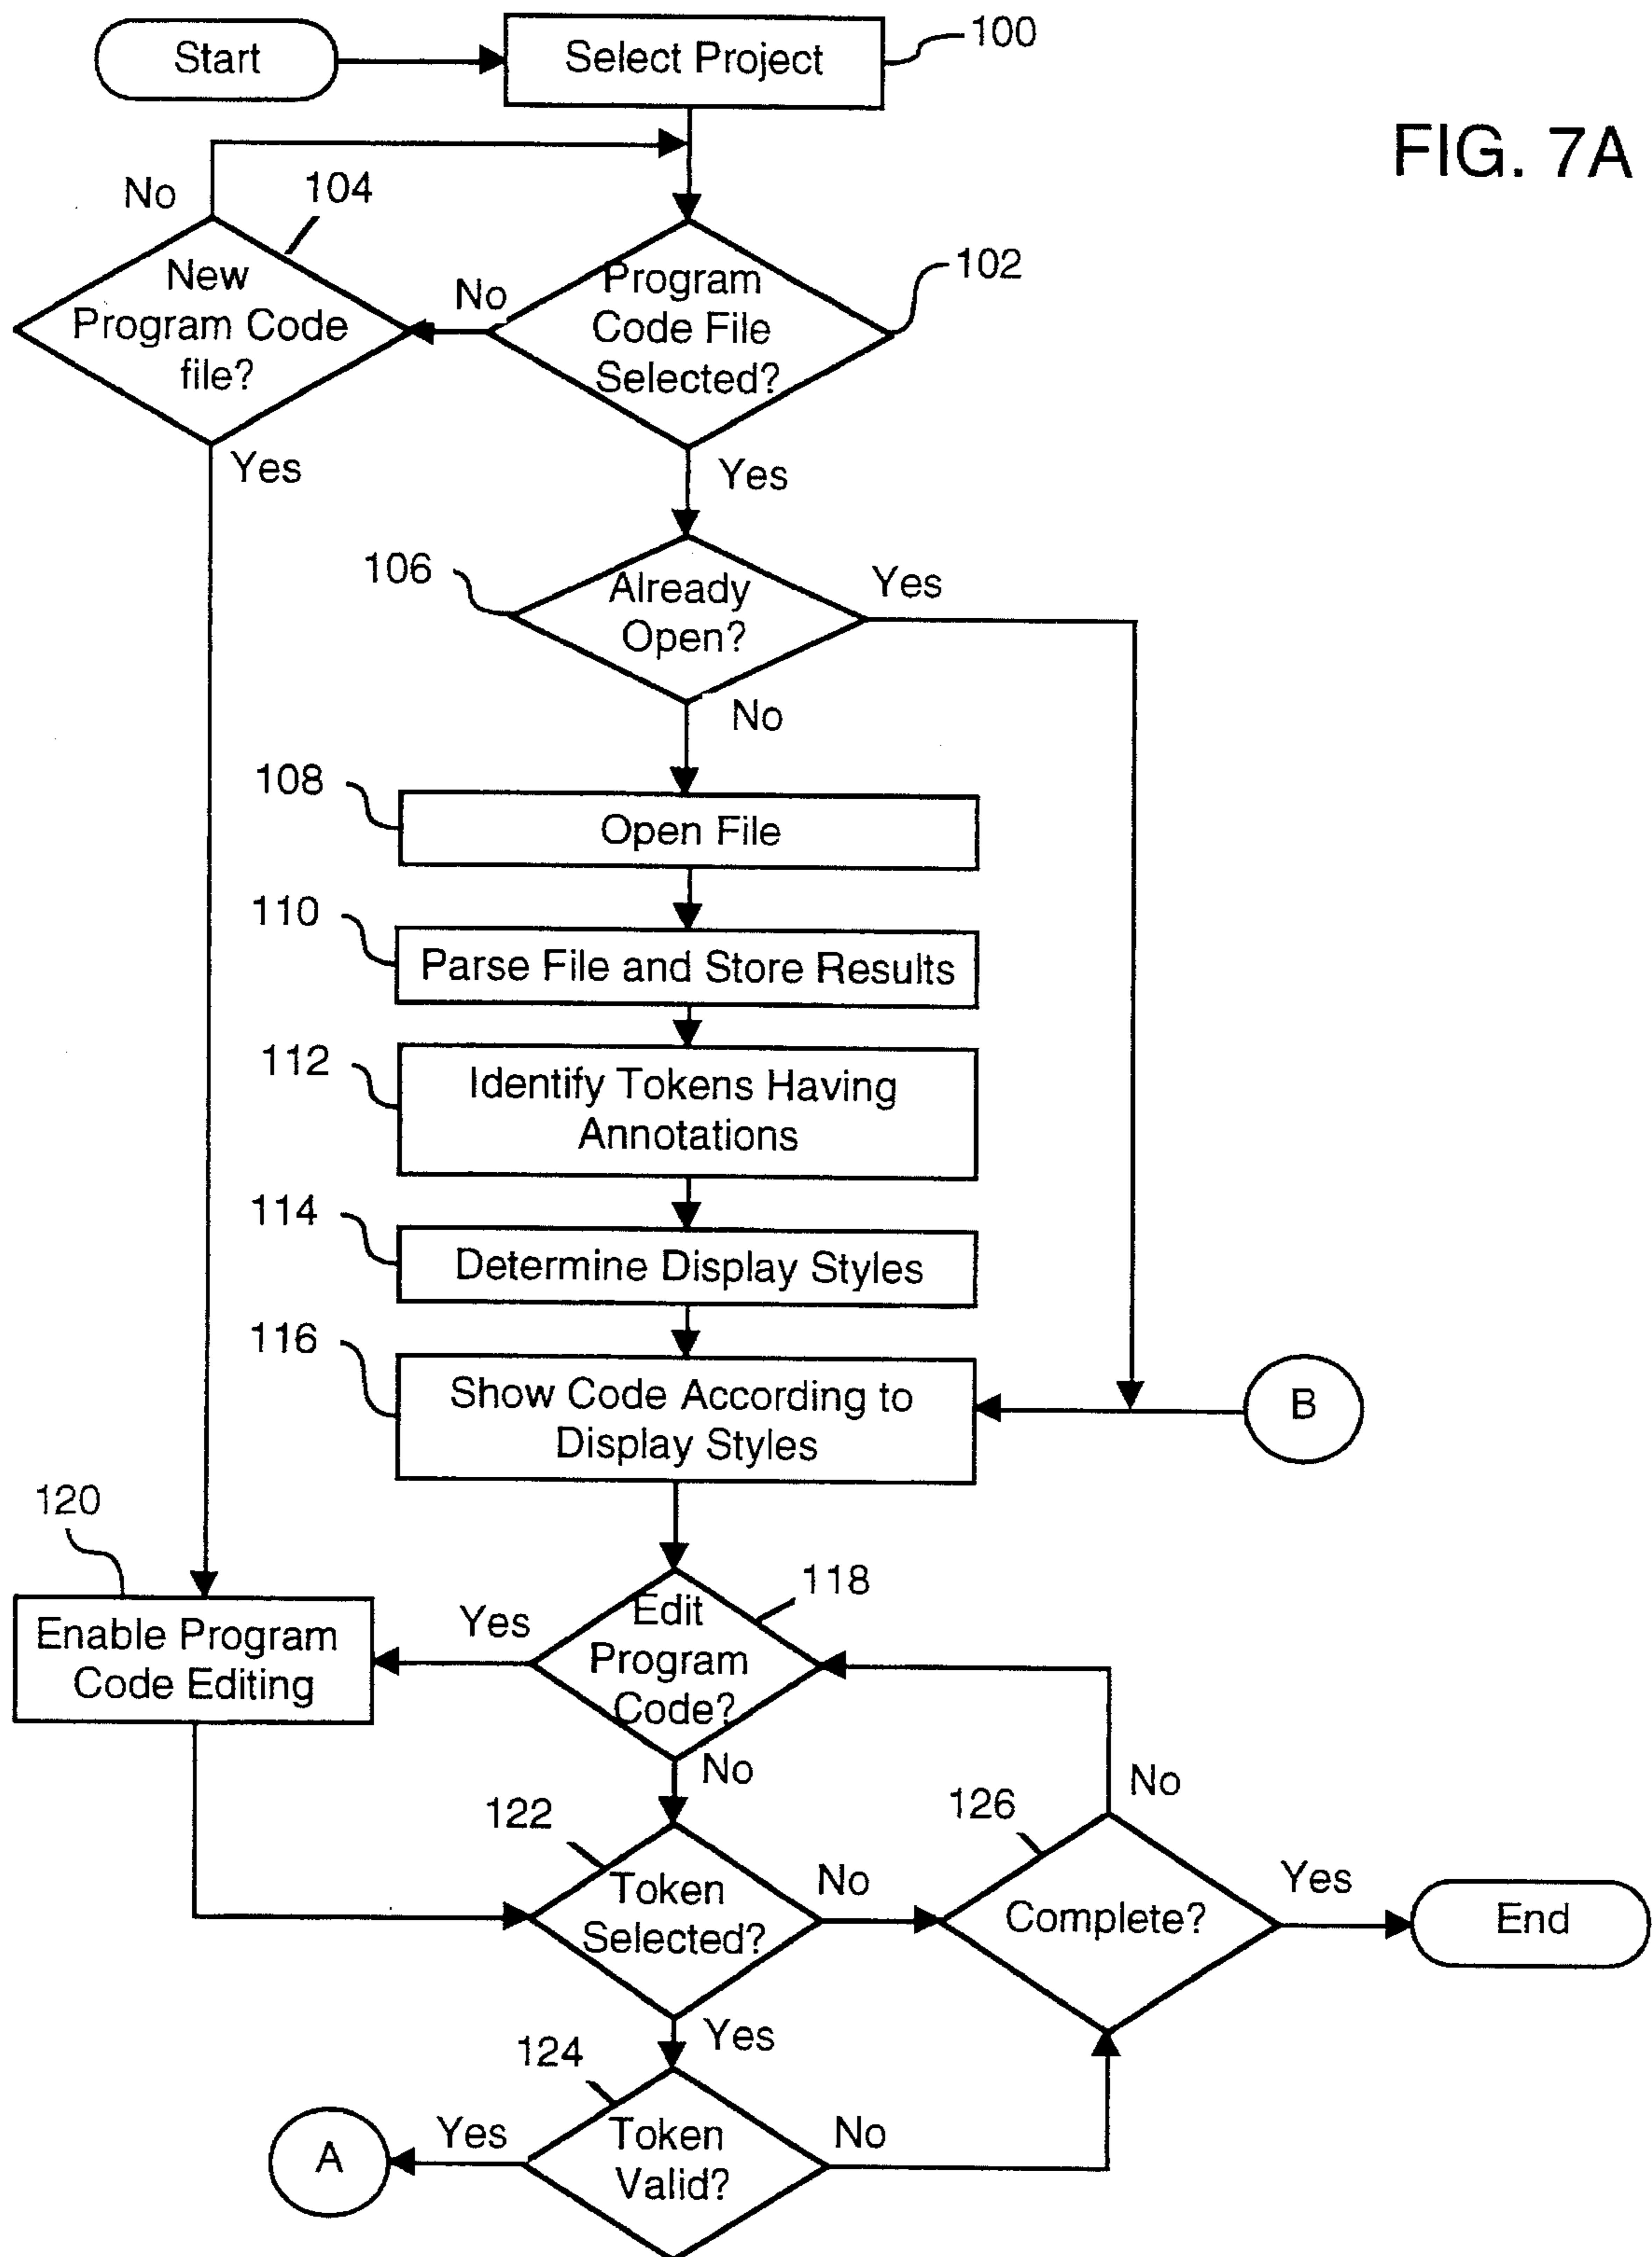 Start
Select Project
100
FIG. 7A
No
104
New
Program Code
file?
No
Program
Code File
Selected?
102
Yes
Yes
106
Already
Open?
Yes
No
108
Open File
110
Parse File and Store Results
112
Identify Tokens Having
Annotations
114
Determine Display Styles
116
Show Code According to
Display Styles
B
120
Enable Program
Code Editing
Yes
118
Edit
Program
Code?
No
122
Token
Selected?
No
126
No
Complete?
Yes
End
Yes
124
Token
Valid?
Yes
A
No